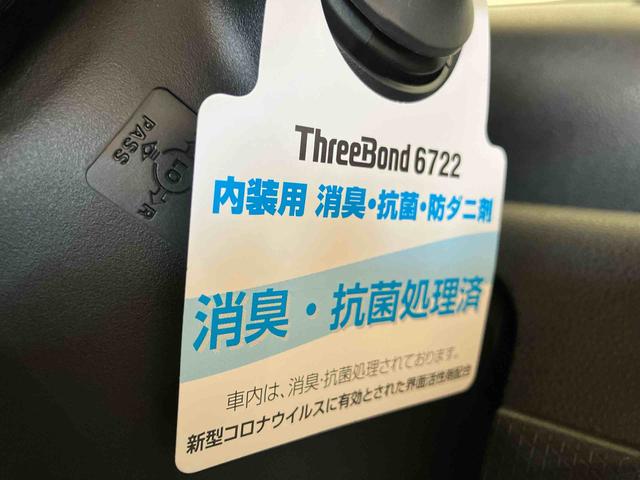 ThreeBond 6722
内装用 消臭・抗菌・防ダニ剤
消臭・抗菌処理済
車内は、消臭・抗菌処理されております。
新型コロナウイルスに有効とされた界面活性剤配合
PASS
LO
R